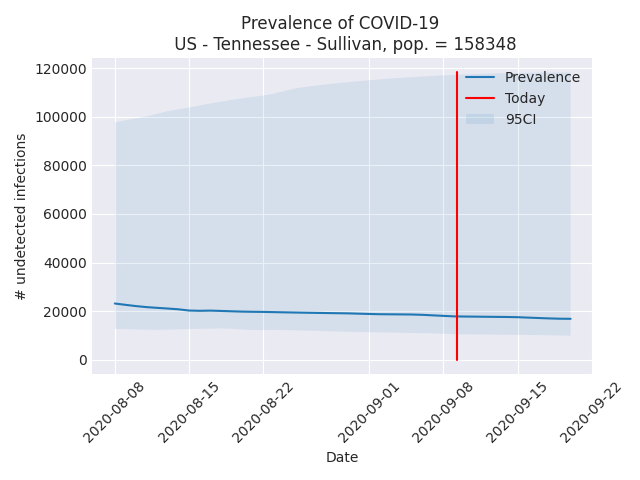 Prevalence of COVID-19
US - Tennessee - Sullivan, pop. = 158348
120000
100000
80000
60000
40000
20000
0
# undetected infections
Prevalence
Today
95CI
2020-08-08
2020-08-15
2020-08-22
2020-09-01
2020-09-08
2020-09-15
2020-09-22
Date